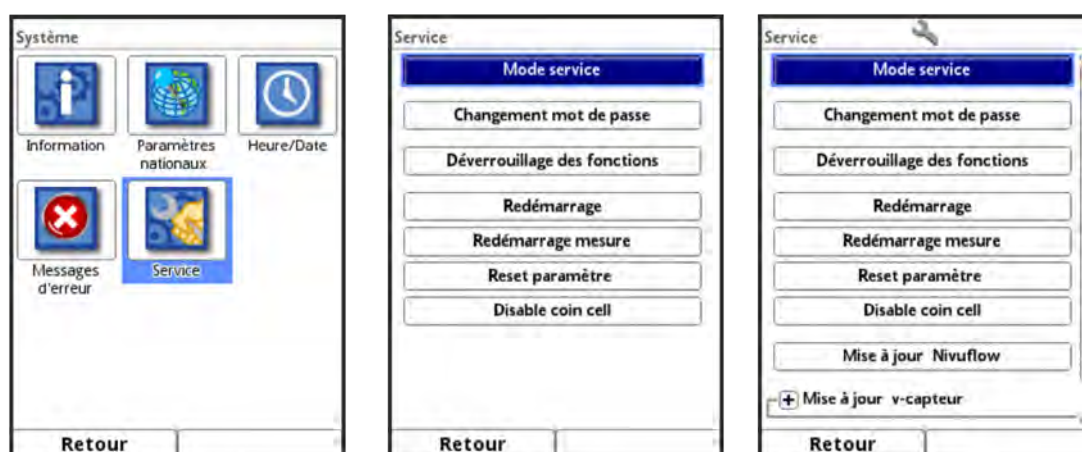 Système
Information
Paramètres
nationaux
Heure/Date
Messages
d'erreur
Service
Retour
Service
Mode service
Changement mot de passe
Déverrouillage des fonctions
Redémarrage
Redémarrage mesure
Reset paramètre
Disable coin cell
Retour
Service
Mode service
Changement mot de passe
Déverrouillage des fonctions
Redémarrage
Redémarrage mesure
Reset paramètre
Disable coin cell
Mise à jour Nivuflow
Mise à jour v-capteur
Retour